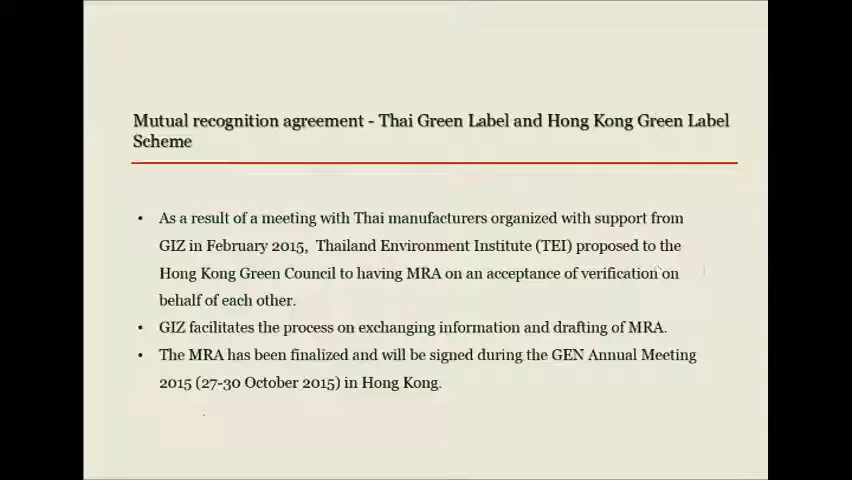 Mutual recognition agreement - Thai Green Label and Hong Kong Green Label
Scheme
• As a result of a meeting with Thai manufacturers organized with support from
GIZ in February 2015, Thailand Environment Institute (TEI) proposed to the
Hong Kong Green Council to having MRA on an acceptance of verification on
behalf of each other.
• GIZ facilitates the process on exchanging information and drafting of MRA.
• The MRA has been finalized and will be signed during the GEN Annual Meeting
2015 (27-30 October 2015) in Hong Kong.